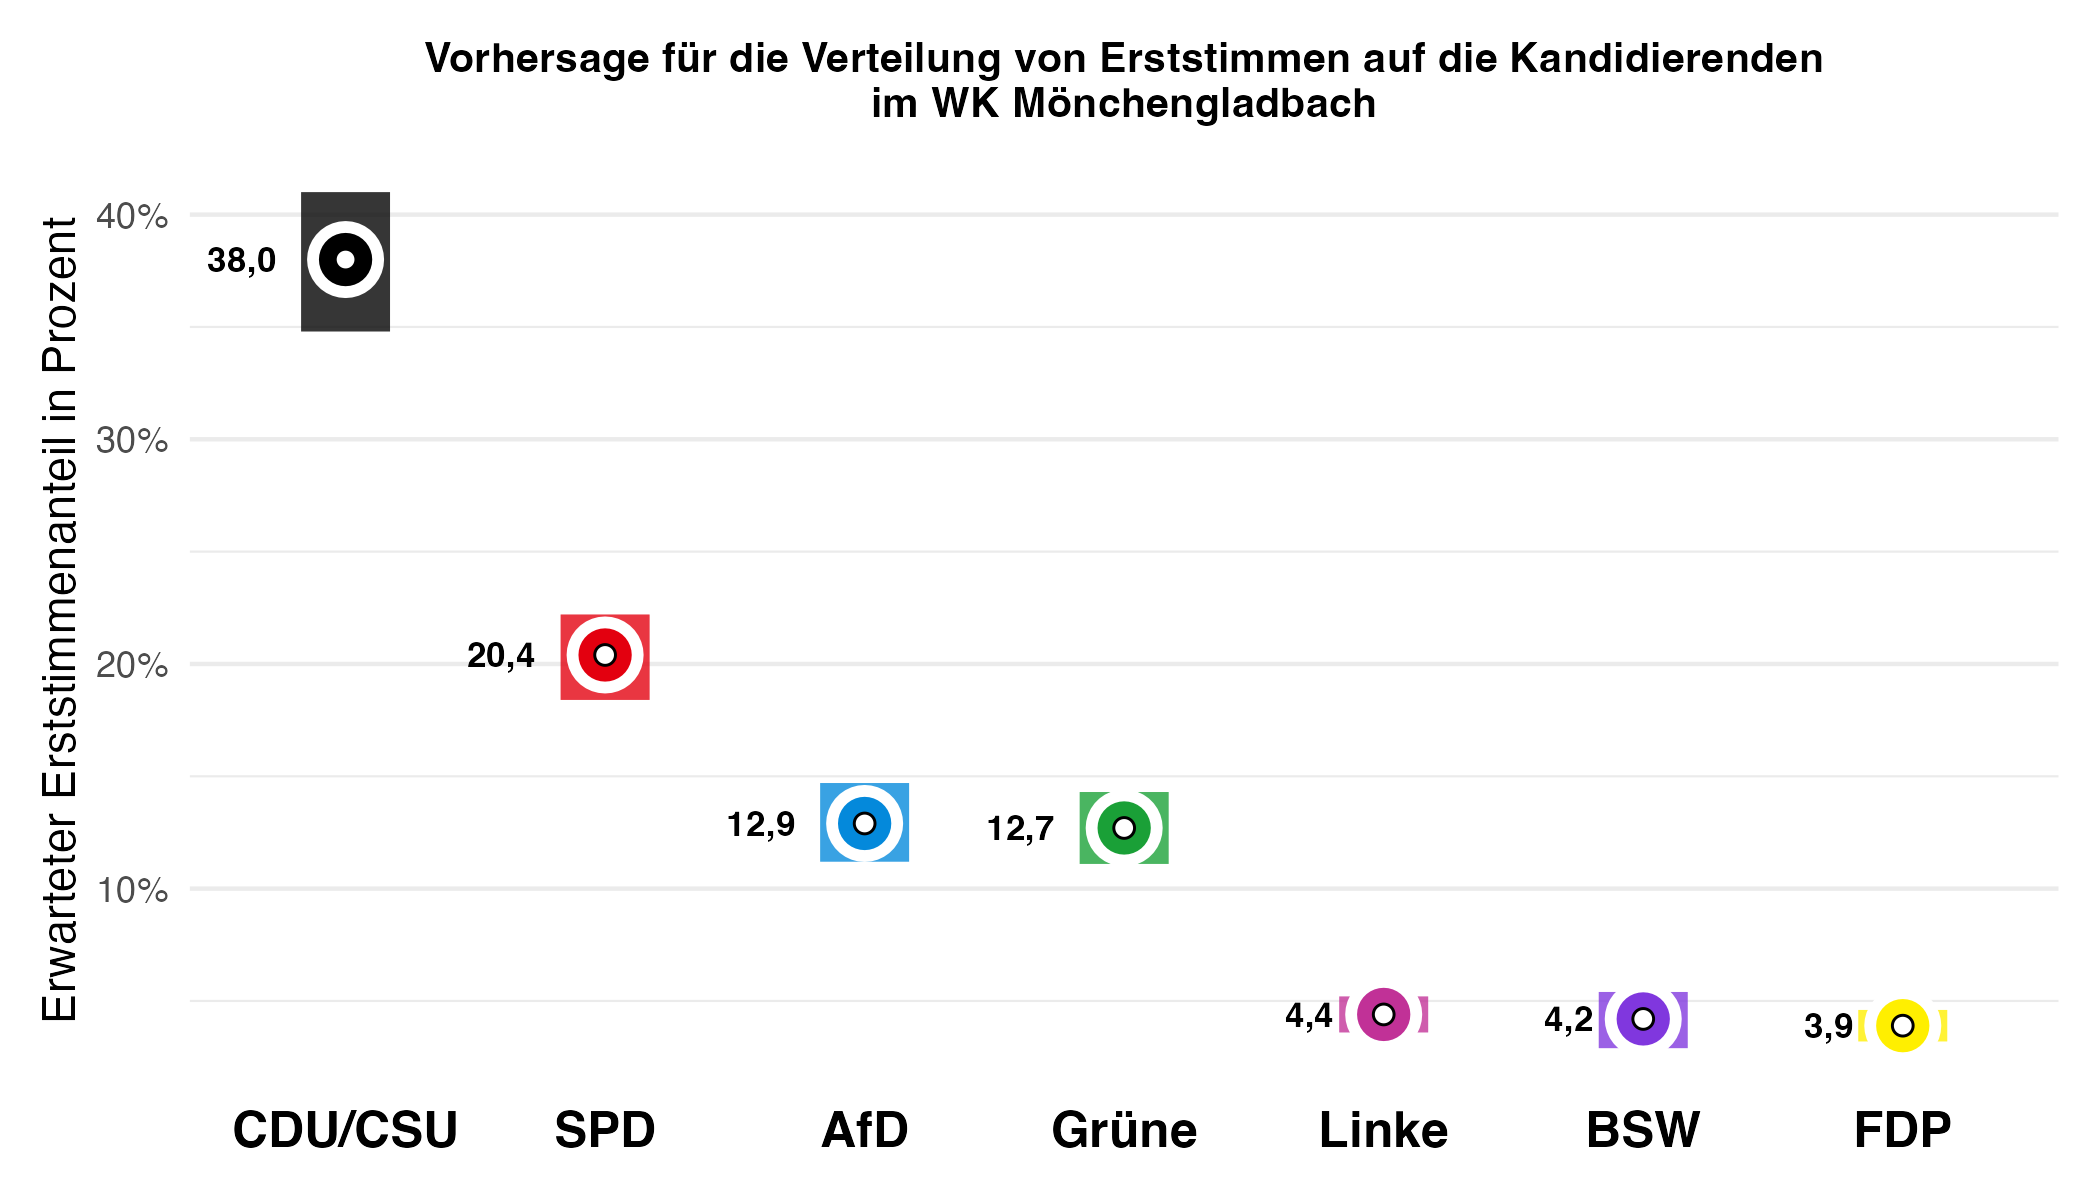 Vorhersage für die Verteilung von Erststimmen auf die Kandidierenden
im WK Mönchengladbach
Erwarteter Erststimmenanteil in Prozent
40%
30%
20%
10%
38,0
20,4
12,9
12,7
4,4
4,2
3,9
CDU/CSU
SPD
AfD
Grüne
Linke
BSW
FDP